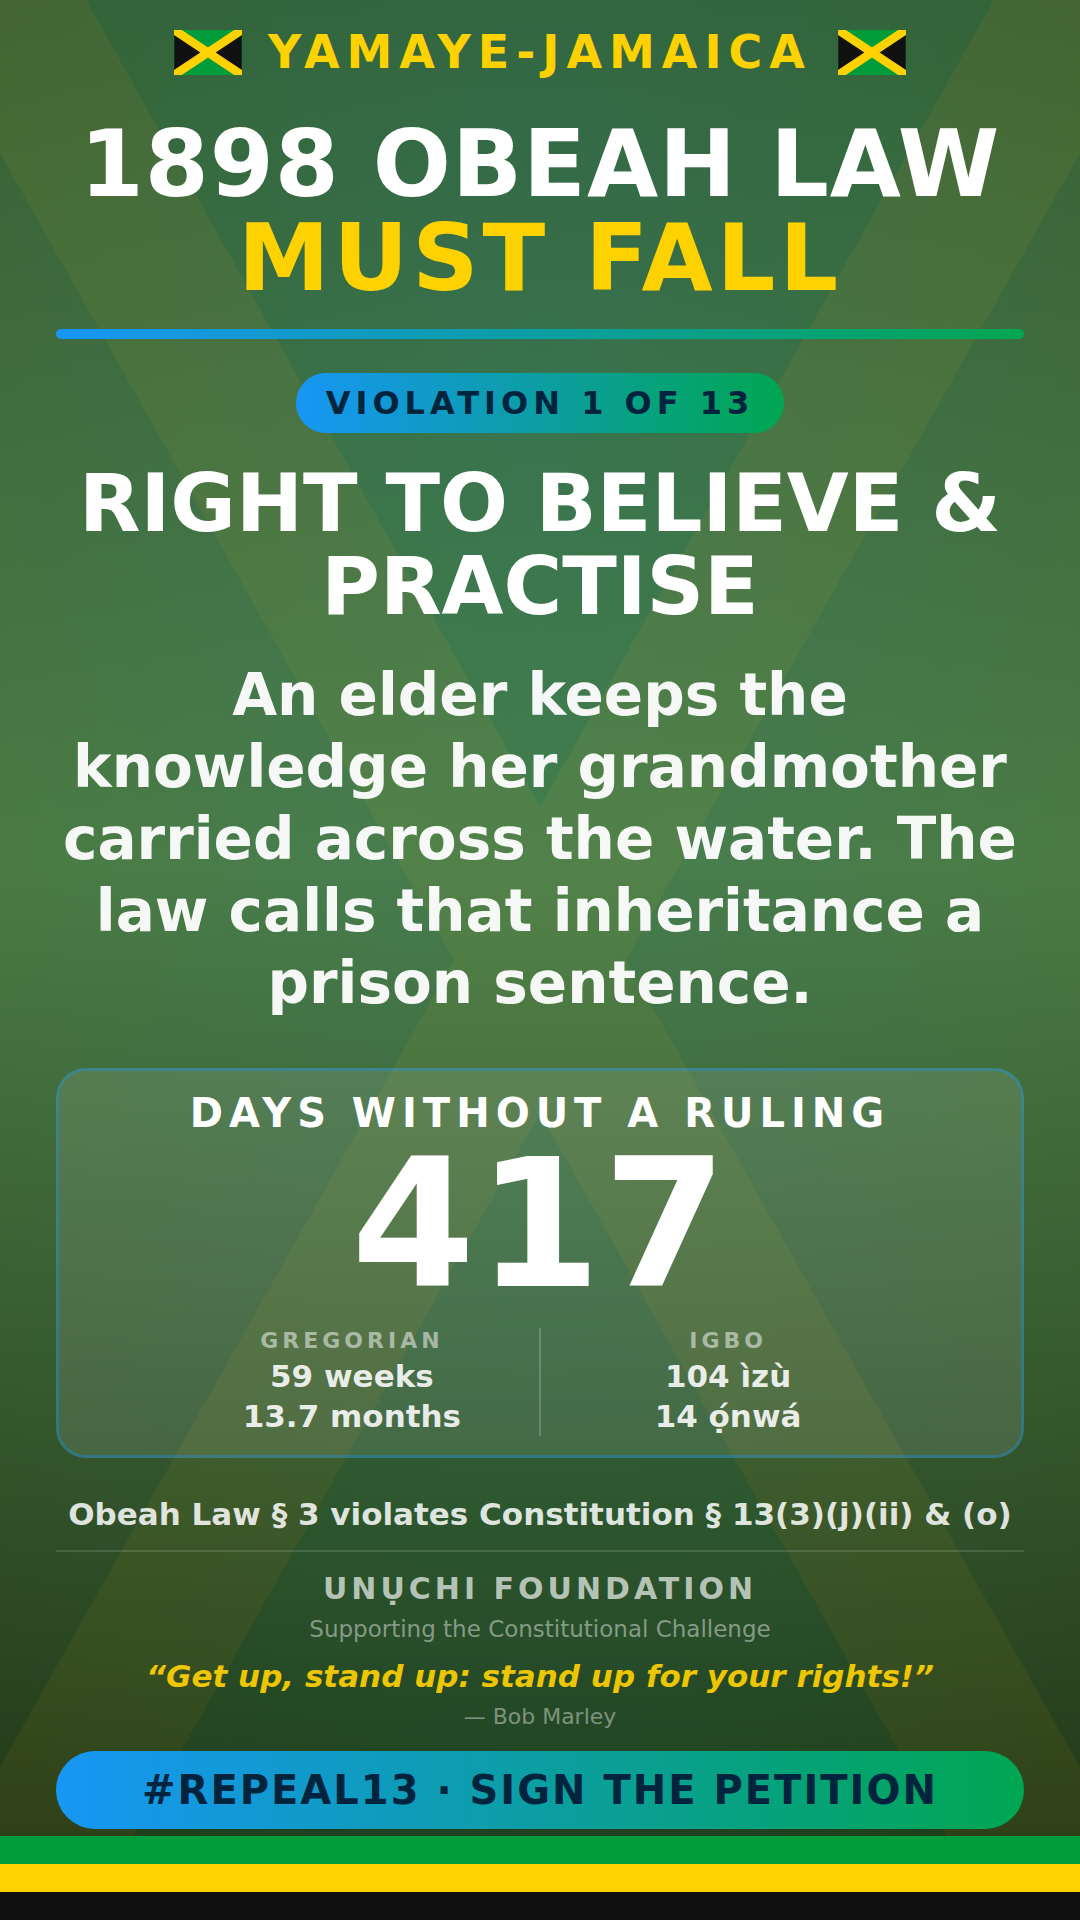 YAMAYE-JAMAICA
1898 OBEAH LAW
MUST FALL
VIOLATION 1 OF 13
RIGHT TO BELIEVE &
PRACTISE
An elder keeps the
knowledge her grandmother
carried across the water. The
law calls that inheritance a
prison sentence.
DAYS WITHOUT A RULING
417
GREGORIAN
59 weeks
13.7 months
IGBO
104 ìzù
14 ọ́nwá
Obeah Law § 3 violates Constitution § 13(3)(j)(ii) & (o)
UNỤCHI FOUNDATION
Supporting the Constitutional Challenge
“Get up, stand up: stand up for your rights!”
— Bob Marley
#REPEAL13 · SIGN THE PETITION